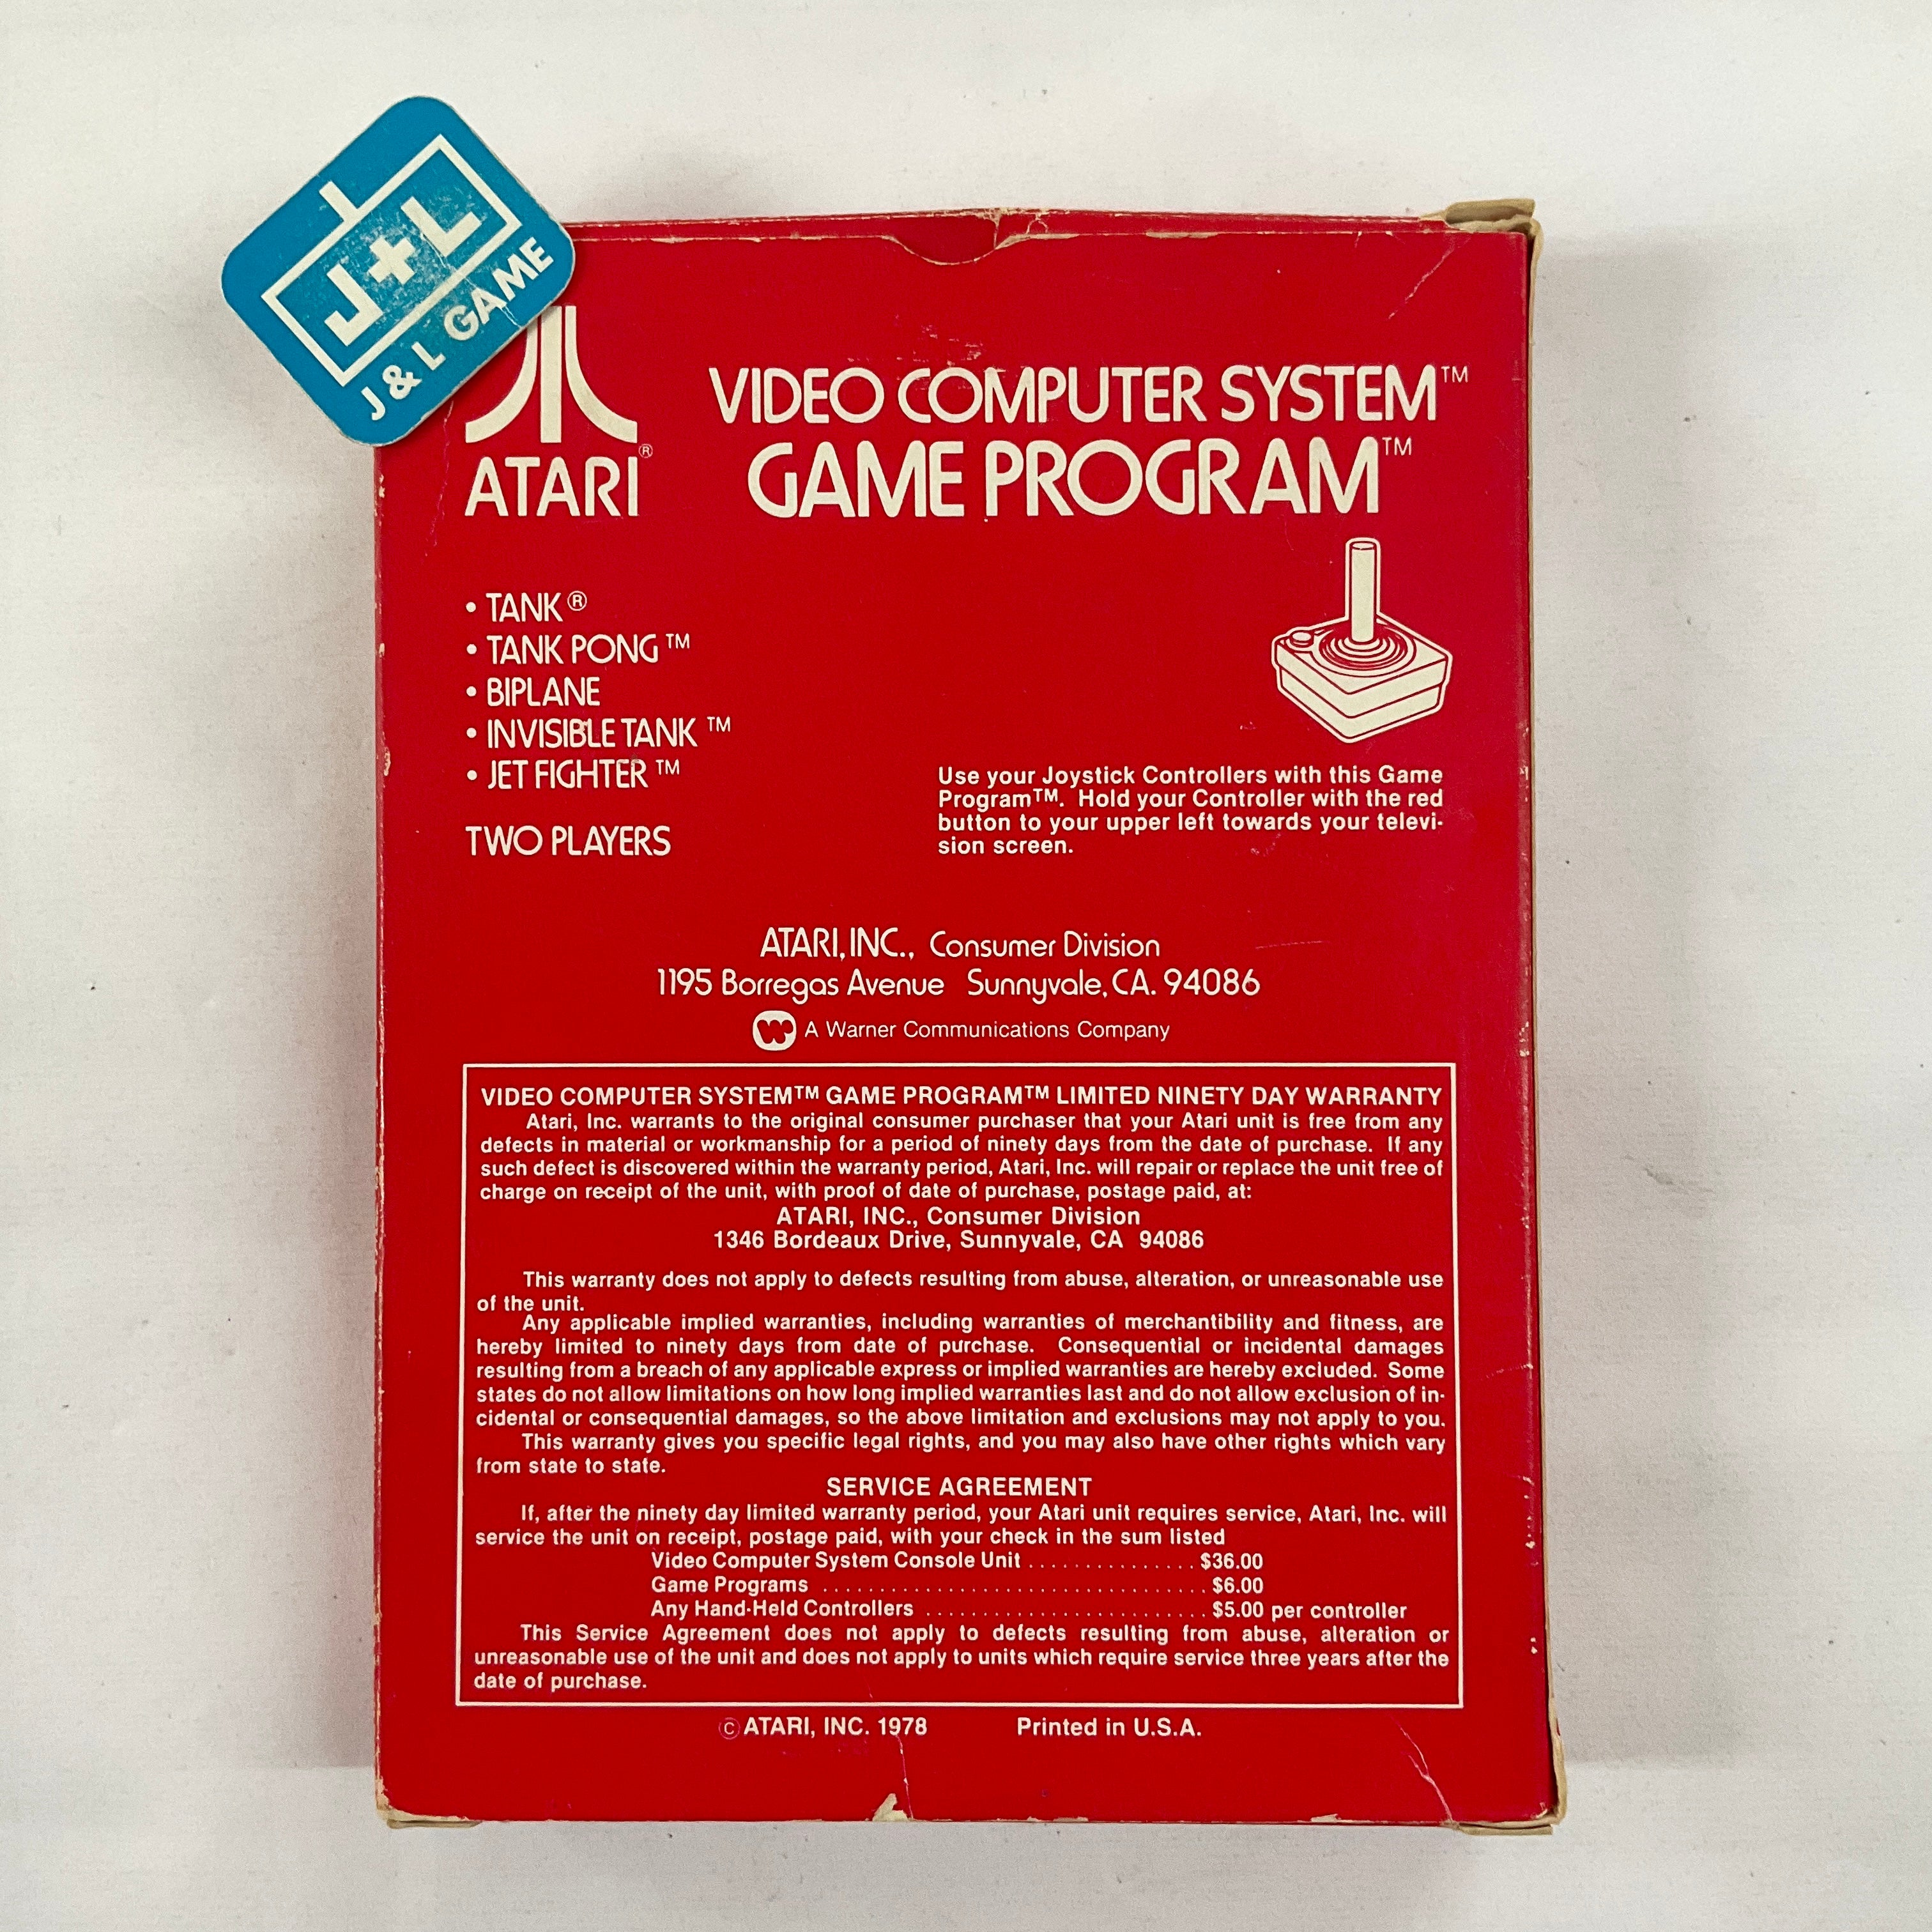 J+L
J & L GAME
ATARI®
VIDEO COMPUTER SYSTEM™
GAME PROGRAM™
• TANK®
• TANK PONG™
• BIPLANE
• INVISIBLE TANK™
• JET FIGHTER™
TWO PLAYERS
Use your Joystick Controllers with this Game
Program™. Hold your Controller with the red
button to your upper left towards your televi-
sion screen.
ATARI, INC., Consumer Division
1195 Borregas Avenue Sunnyvale, CA. 94086
A Warner Communications Company
VIDEO COMPUTER SYSTEM™ GAME PROGRAM™ LIMITED NINETY DAY WARRANTY
Atari, Inc. warrants to the original consumer purchaser that your Atari unit is free from any
defects in material or workmanship for a period of ninety days from the date of purchase. If any
such defect is discovered within the warranty period, Atari, Inc. will repair or replace the unit free of
charge on receipt of the unit, with proof of date of purchase, postage paid, at:
ATARI, INC., Consumer Division
1346 Bordeaux Drive, Sunnyvale, CA 94086
This warranty does not apply to defects resulting from abuse, alteration, or unreasonable use
of the unit.
Any applicable implied warranties, including warranties of merchantibility and fitness, are
hereby limited to ninety days from date of purchase. Consequential or incidental damages
resulting from a breach of any applicable express or implied warranties are hereby excluded. Some
states do not allow limitations on how long implied warranties last and do not allow exclusion of in-
cidental or consequential damages, so the above limitation and exclusions may not apply to you.
This warranty gives you specific legal rights, and you may also have other rights which vary
from state to state.
SERVICE AGREEMENT
If, after the ninety day limited warranty period, your Atari unit requires service, Atari, Inc. will
service the unit on receipt, postage paid, with your check in the sum listed
Video Computer System Console Unit . . . . . . . . . . . . . . . $36.00
Game Programs . . . . . . . . . . . . . . . . . . . . . . . . . . . . . . . . . . $6.00
Any Hand-Held Controllers . . . . . . . . . . . . . . . . . . . . . . . . . $5.00 per controller
This Service Agreement does not apply to defects resulting from abuse, alteration or
unreasonable use of the unit and does not apply to units which require service three years after the
date of purchase.
© ATARI, INC. 1978 Printed in U.S.A.